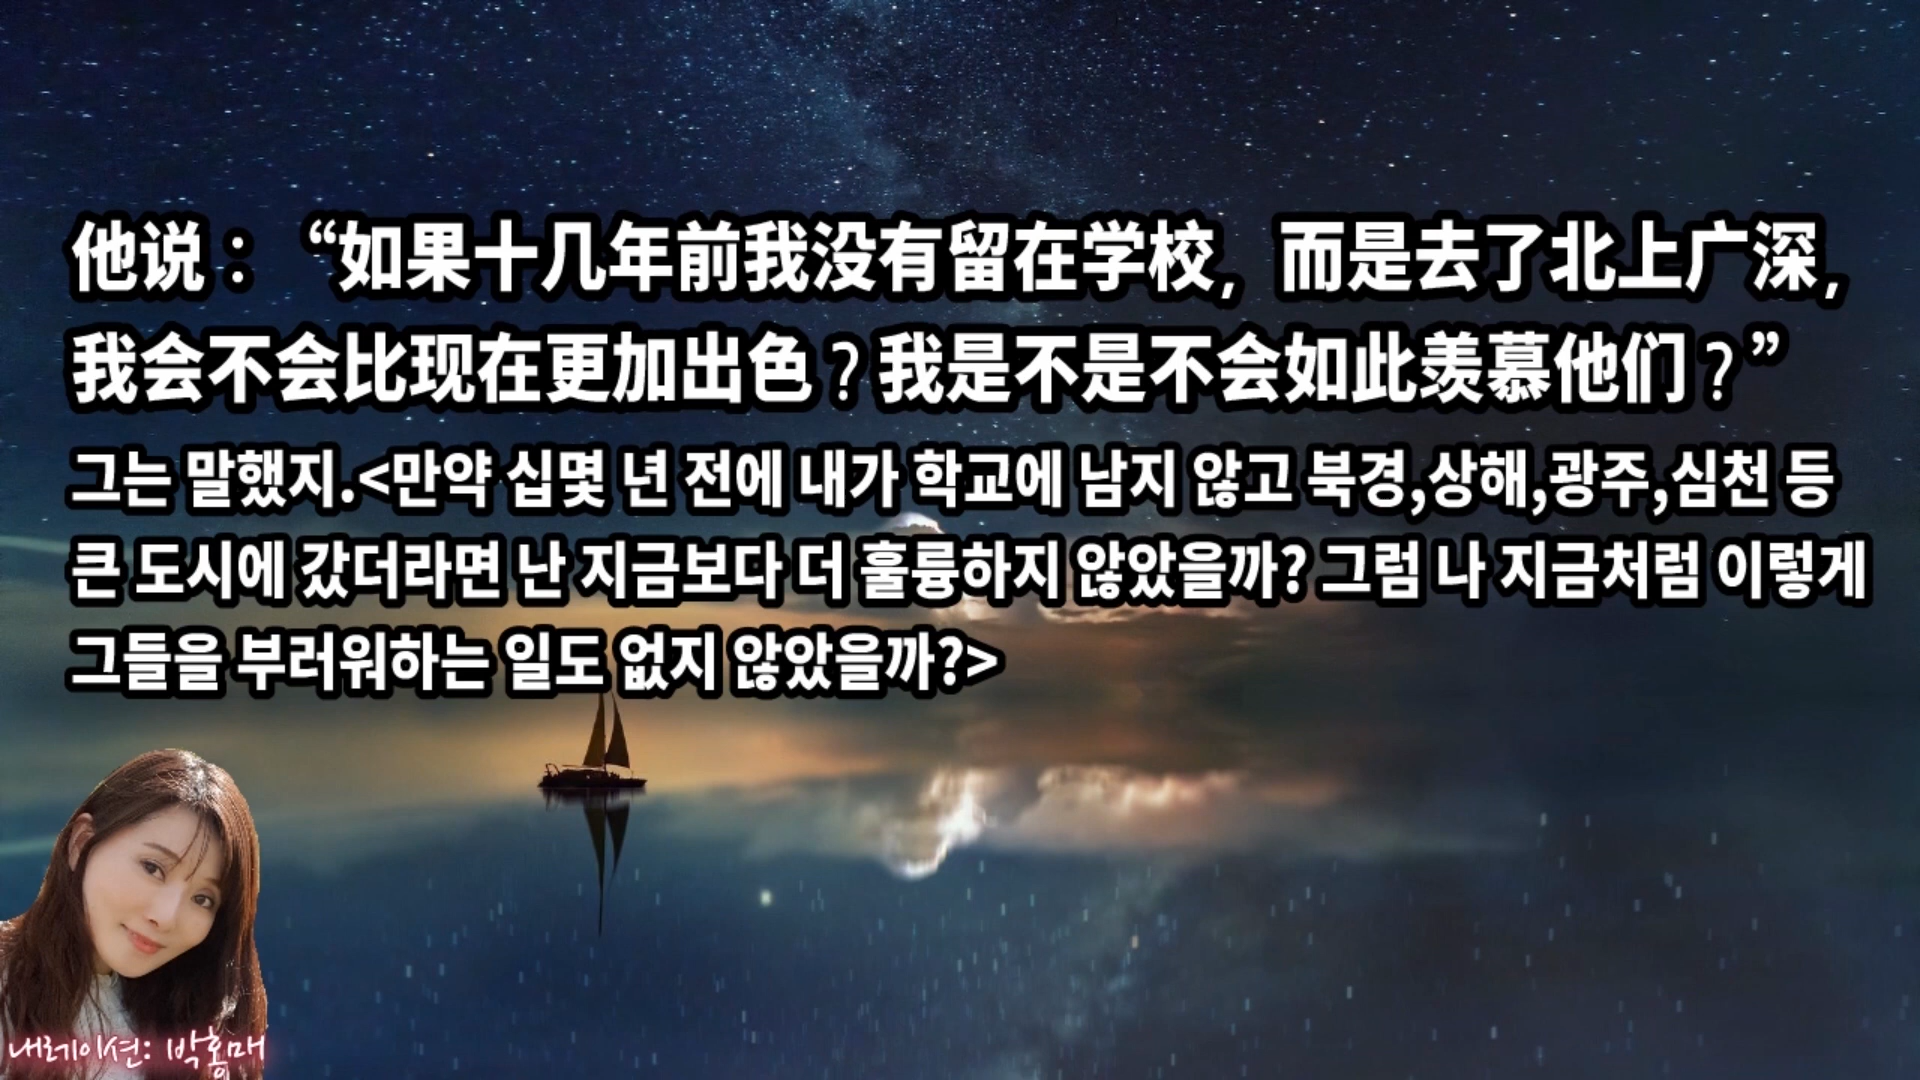 他说：“如果十几年前我没有留在学校，而是去了北上广深，
我会不会比现在更加出色？我是不是不会如此羡慕他们？”
그는 말했지.<만약 십몇 년 전에 내가 학교에 남지 않고 북경,상해,광주,심천 등
큰 도시에 갔더라면 난 지금보다 더 훌륭하지 않았을까? 그럼 나 지금처럼 이렇게
그들을 부러워하는 일도 없지 않았을까?>
내레이션: 박홍매